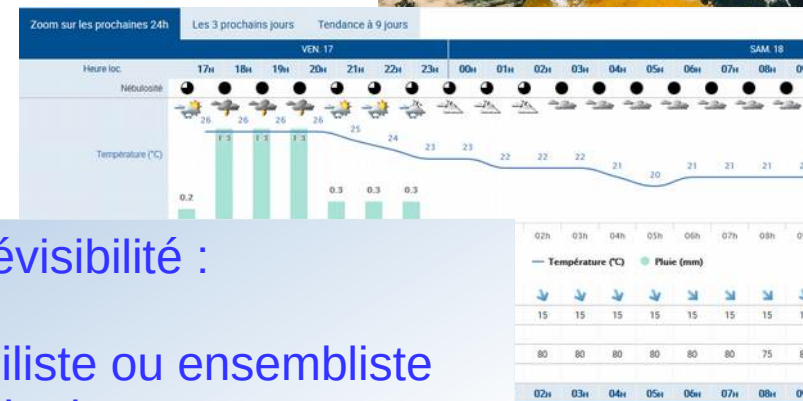 Zoom sur les prochaines 24h Les 3 prochains jours Tendance à 9 jours
VEN. 17 SAM. 18
Heure loc. 17H 18H 19H 20H 21H 22H 23H 00H 01H 02H 03H 04H 05H 06H 07H 08H
Nébulosité
Température (°C)
26 26 26 26 25 24 23 23 22 22 22 21 20 21 21 21
0.2 0.3 0.3 0.3
02h 03h 04h 05h 06h 07h 08h
Température (°C) Pluie (mm)
15 15 15 15 15 15 15
80 80 80 80 80 75
02H 03H 04H 05H 06H 07H 08H
évisibilité :
iliste ou ensembliste